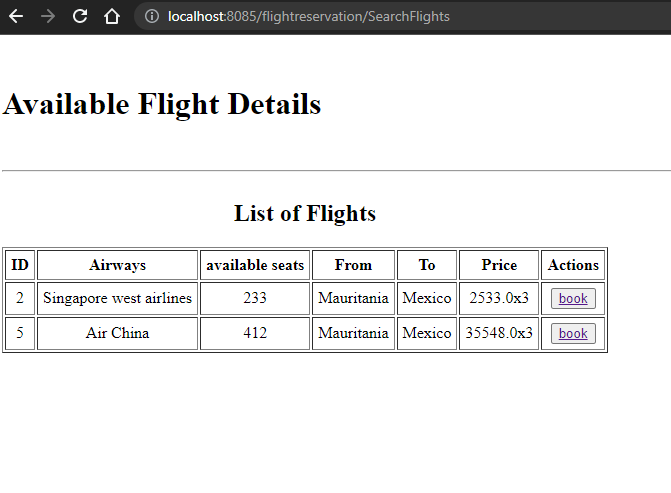 localhost:8085/flightreservation/SearchFlights
Available Flight Details
List of Flights
ID Airways available seats From To Price Actions
2 Singapore west airlines 233 Mauritania Mexico 2533.0x3 book
5 Air China 412 Mauritania Mexico 35548.0x3 book